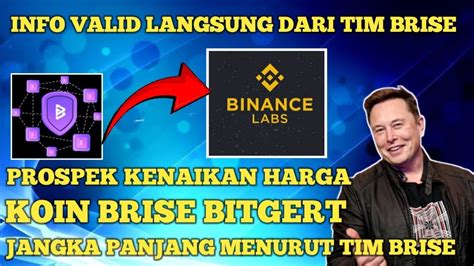 INFO VALID LANGSUNG DARI TIM BRISE
BINANCE
LABS
PROSPEK KENAIKAN HARGA
KOIN BRISE BITGERT
JANGKA PANJANG MENURUT TIM BRISE